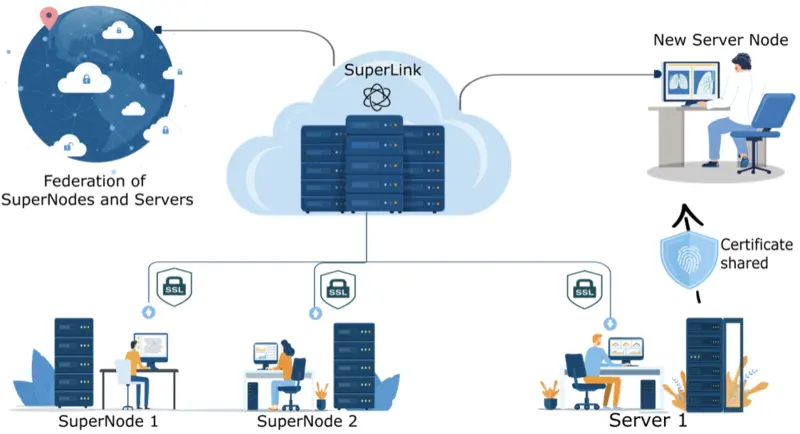 SuperLink
New Server Node
Federation of
SuperNodes and Servers
Certificate
shared
SSL
SSL
SSL
SuperNode 1
SuperNode 2
Server 1